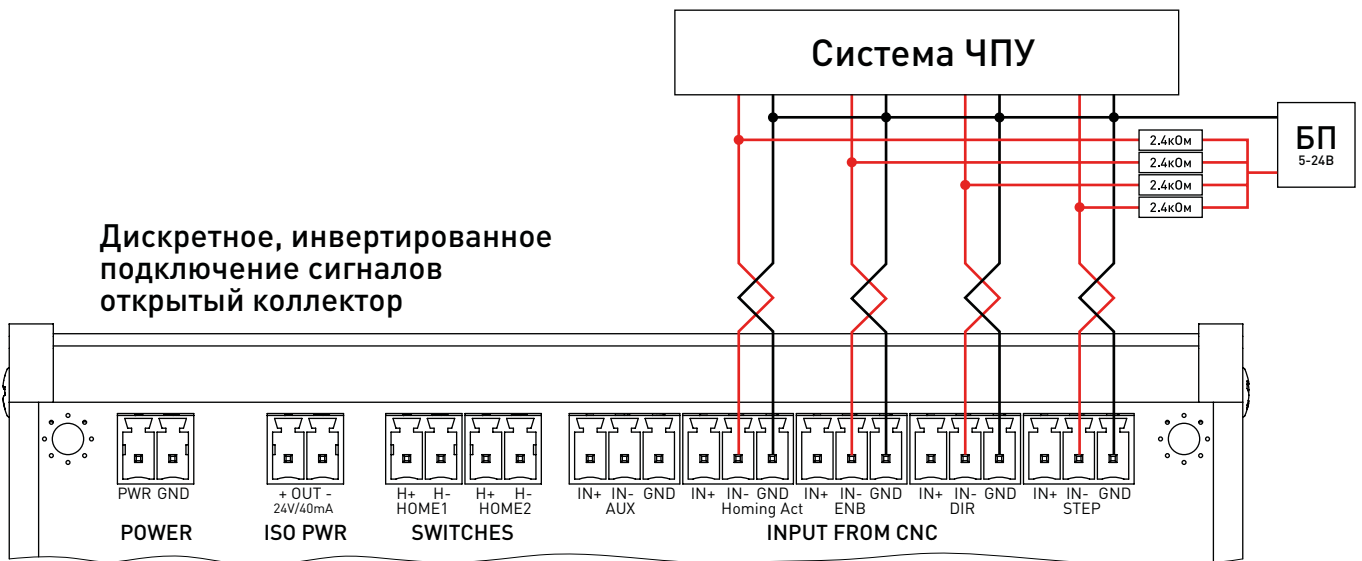 Система ЧПУ
БП
5-24В
2.4кОм
2.4кОм
2.4кОм
2.4кОм
Дискретное, инвертированное
подключение сигналов
открытый коллектор
PWR GND
POWER
+ OUT -
24V/40mA
ISO PWR
H+ H- H+ H-
HOME1 HOME2
SWITCHES
IN+ IN- GND IN+ IN- GND IN+ IN- GND IN+ IN- GND IN+ IN- GND
AUX Homing Act ENB DIR STEP
INPUT FROM CNC